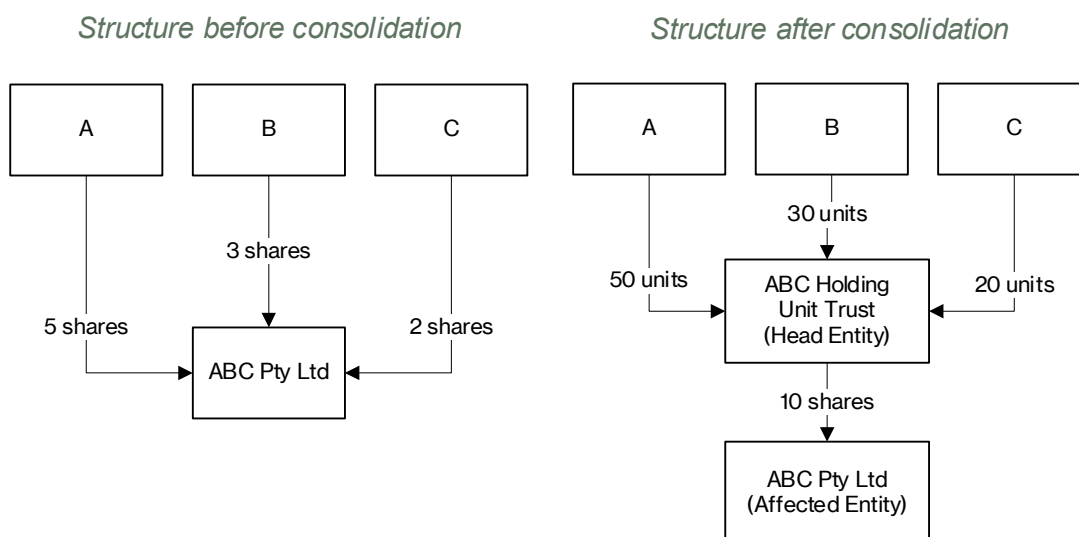 Structure before consolidation
A
B
C
3 shares
5 shares
2 shares
ABC Pty Ltd
Structure after consolidation
A
B
C
30 units
50 units
20 units
ABC Holding
Unit Trust
(Head Entity)
10 shares
ABC Pty Ltd
(Affected Entity)